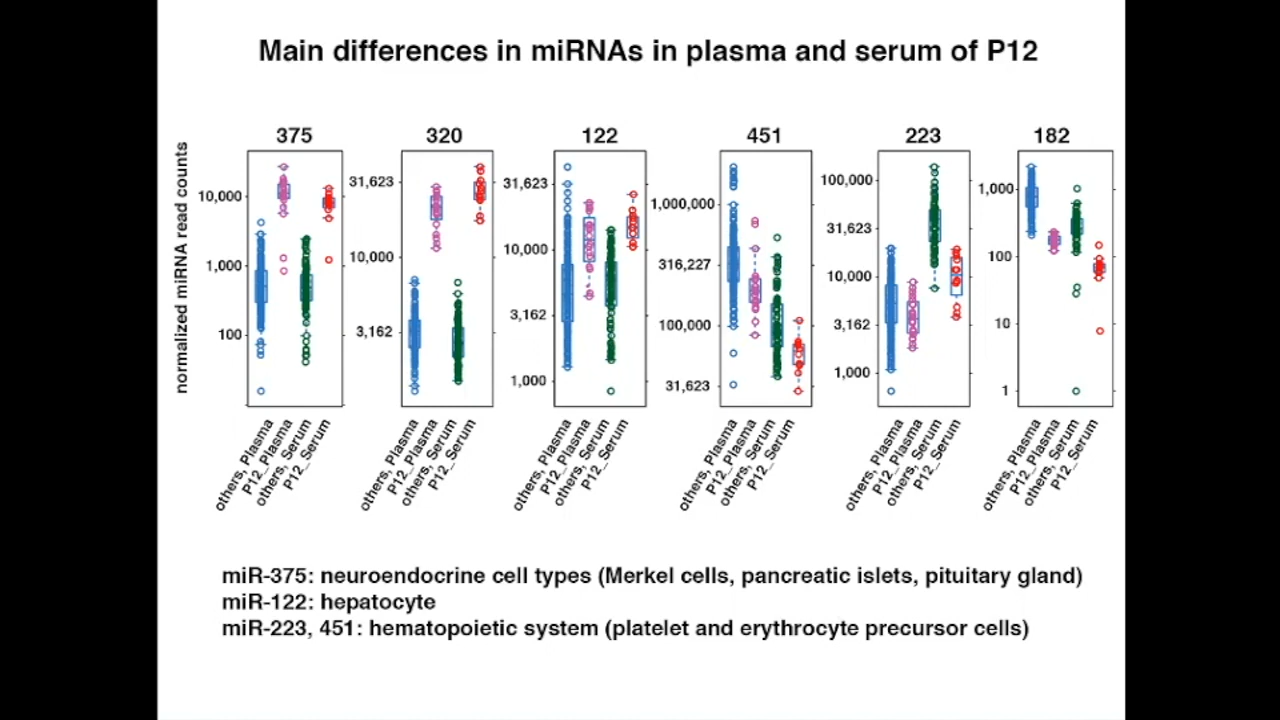 Main differences in miRNAs in plasma and serum of P12
375 320 122 451 223 182
normalized miRNA read counts
10,000
1,000
100
31,623
10,000
3,162
31,623
10,000
3,162
1,000
1,000,000
316,227
100,000
31,623
100,000
31,623
10,000
3,162
1,000
1,000
100
10
1
others, Plasma
P12_Plasma
others, Serum
P12_Serum
others, Plasma
P12_Plasma
others, Serum
P12_Serum
others, Plasma
P12_Plasma
others, Serum
P12_Serum
others, Plasma
P12_Plasma
others, Serum
P12_Serum
others, Plasma
P12_Plasma
others, Serum
P12_Serum
others, Plasma
P12_Plasma
others, Serum
P12_Serum
miR-375: neuroendocrine cell types (Merkel cells, pancreatic islets, pituitary gland)
miR-122: hepatocyte
miR-223, 451: hematopoietic system (platelet and erythrocyte precursor cells)